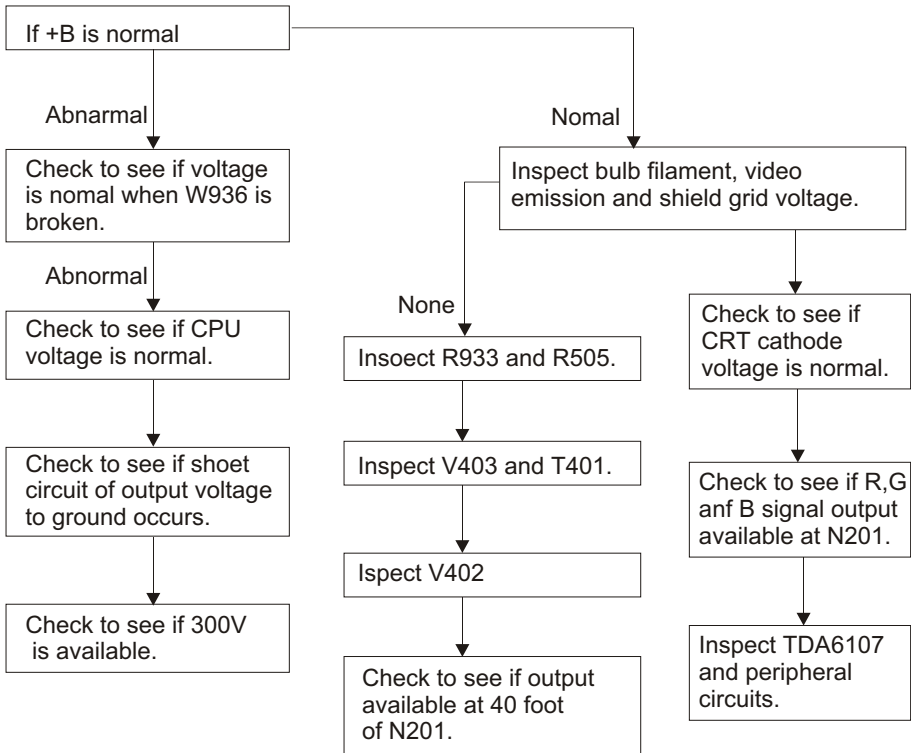 If +B is normal
Abnarmal
Nomal
Check to see if voltage
is nomal when W936 is
broken.
Inspect bulb filament, video
emission and shield grid voltage.
Abnormal
None
Check to see if CPU
voltage is normal.
Insoect R933 and R505.
Check to see if
CRT cathode
voltage is normal.
Check to see if shoet
circuit of output voltage
to ground occurs.
Inspect V403 and T401.
Check to see if R,G
anf B signal output
available at N201.
Ispect V402
Check to see if 300V
is available.
Check to see if output
available at 40 foot
of N201.
Inspect TDA6107
and peripheral
circuits.